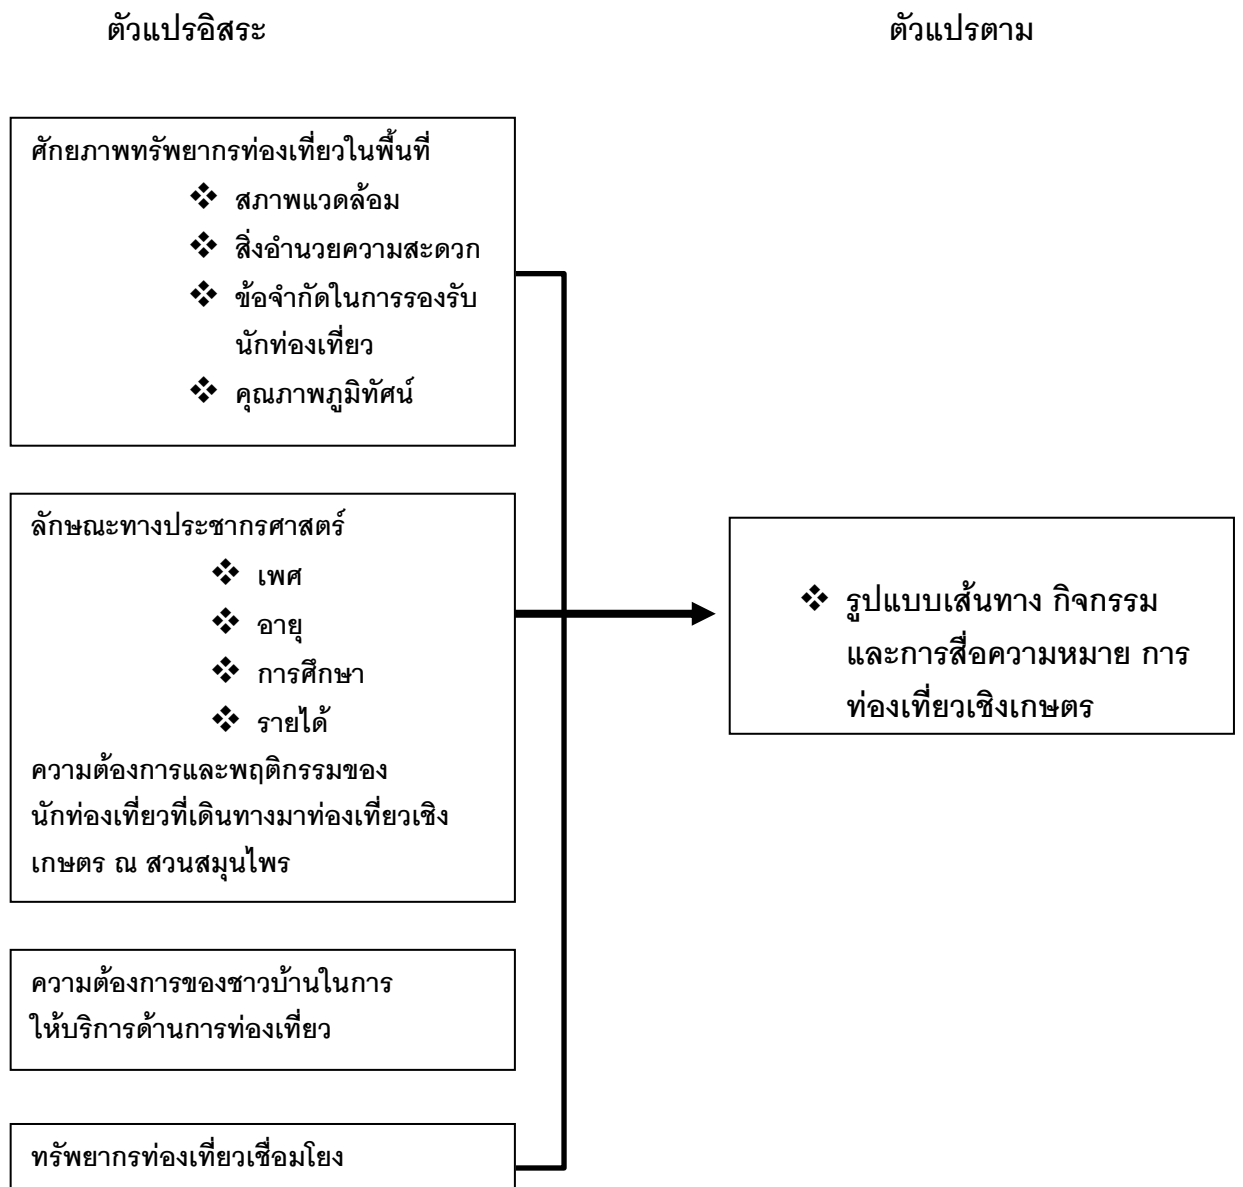 ตัวแปรอิสระ
ตัวแปรตาม
ศักยภาพทรัพยากรท่องเที่ยวในพื้นที่
❖ สภาพแวดล้อม
❖ สิ่งอำนวยความสะดวก
❖ ข้อจำกัดในการรองรับ
นักท่องเที่ยว
❖ คุณภาพภูมิทัศน์
ลักษณะทางประชากรศาสตร์
❖ เพศ
❖ อายุ
❖ การศึกษา
❖ รายได้
ความต้องการและพฤติกรรมของ
นักท่องเที่ยวที่เดินทางมาท่องเที่ยวเชิง
เกษตร ณ สวนสมุนไพร
ความต้องการของชาวบ้านในการ
ให้บริการด้านการท่องเที่ยว
ทรัพยากรท่องเที่ยวเชื่อมโยง
❖ รูปแบบเส้นทาง กิจกรรม
และการสื่อความหมาย การ
ท่องเที่ยวเชิงเกษตร